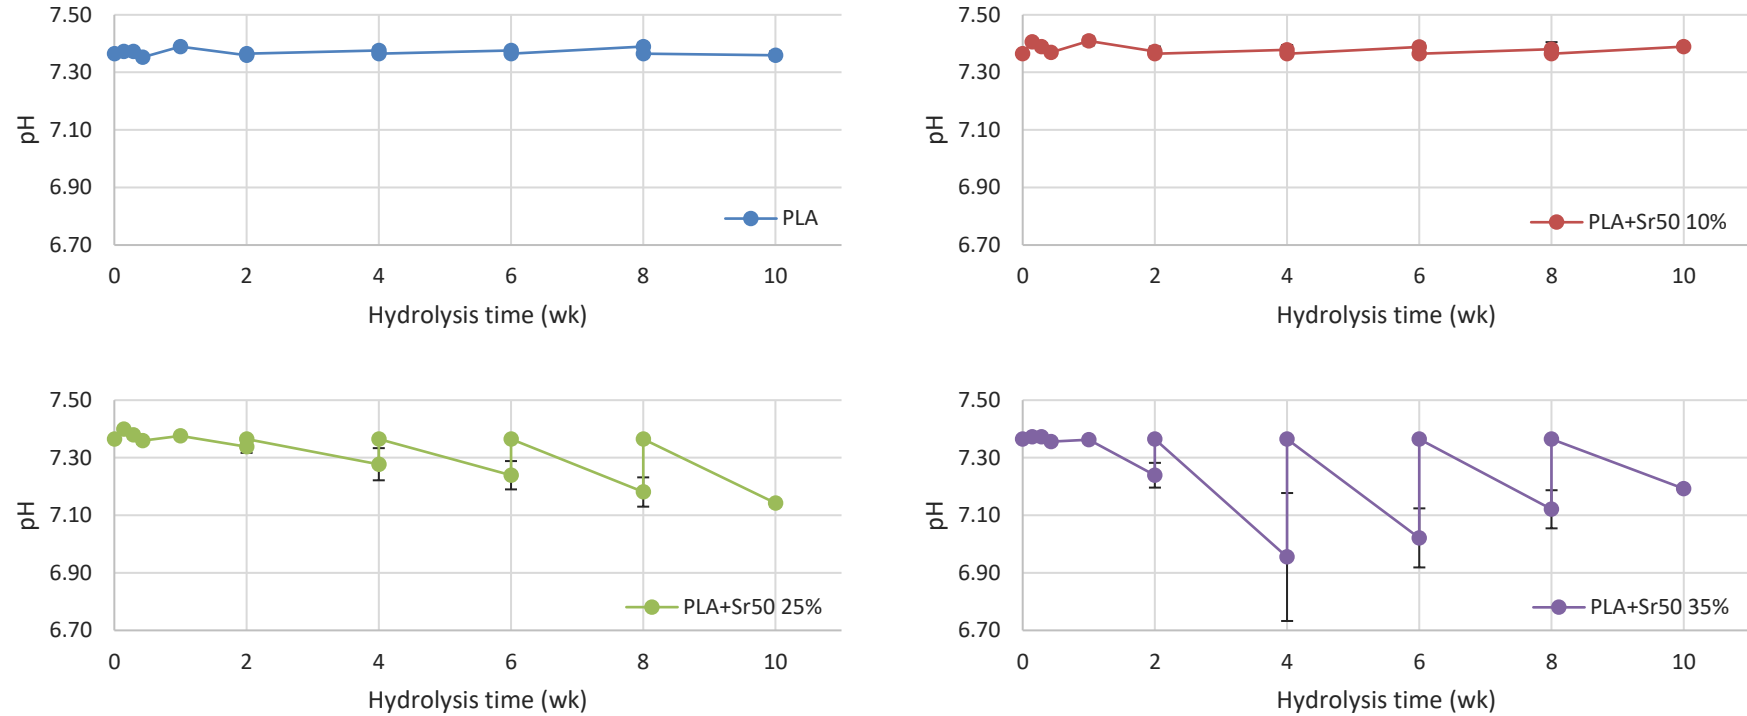 7.50
7.30
7.10
6.90
6.70
pH
PLA
0 2 4 6 8 10
Hydrolysis time (wk)
7.50
7.30
7.10
6.90
6.70
pH
PLA+Sr50 10%
0 2 4 6 8 10
Hydrolysis time (wk)
7.50
7.30
7.10
6.90
6.70
pH
PLA+Sr50 25%
0 2 4 6 8 10
Hydrolysis time (wk)
7.50
7.30
7.10
6.90
6.70
pH
PLA+Sr50 35%
0 2 4 6 8 10
Hydrolysis time (wk)